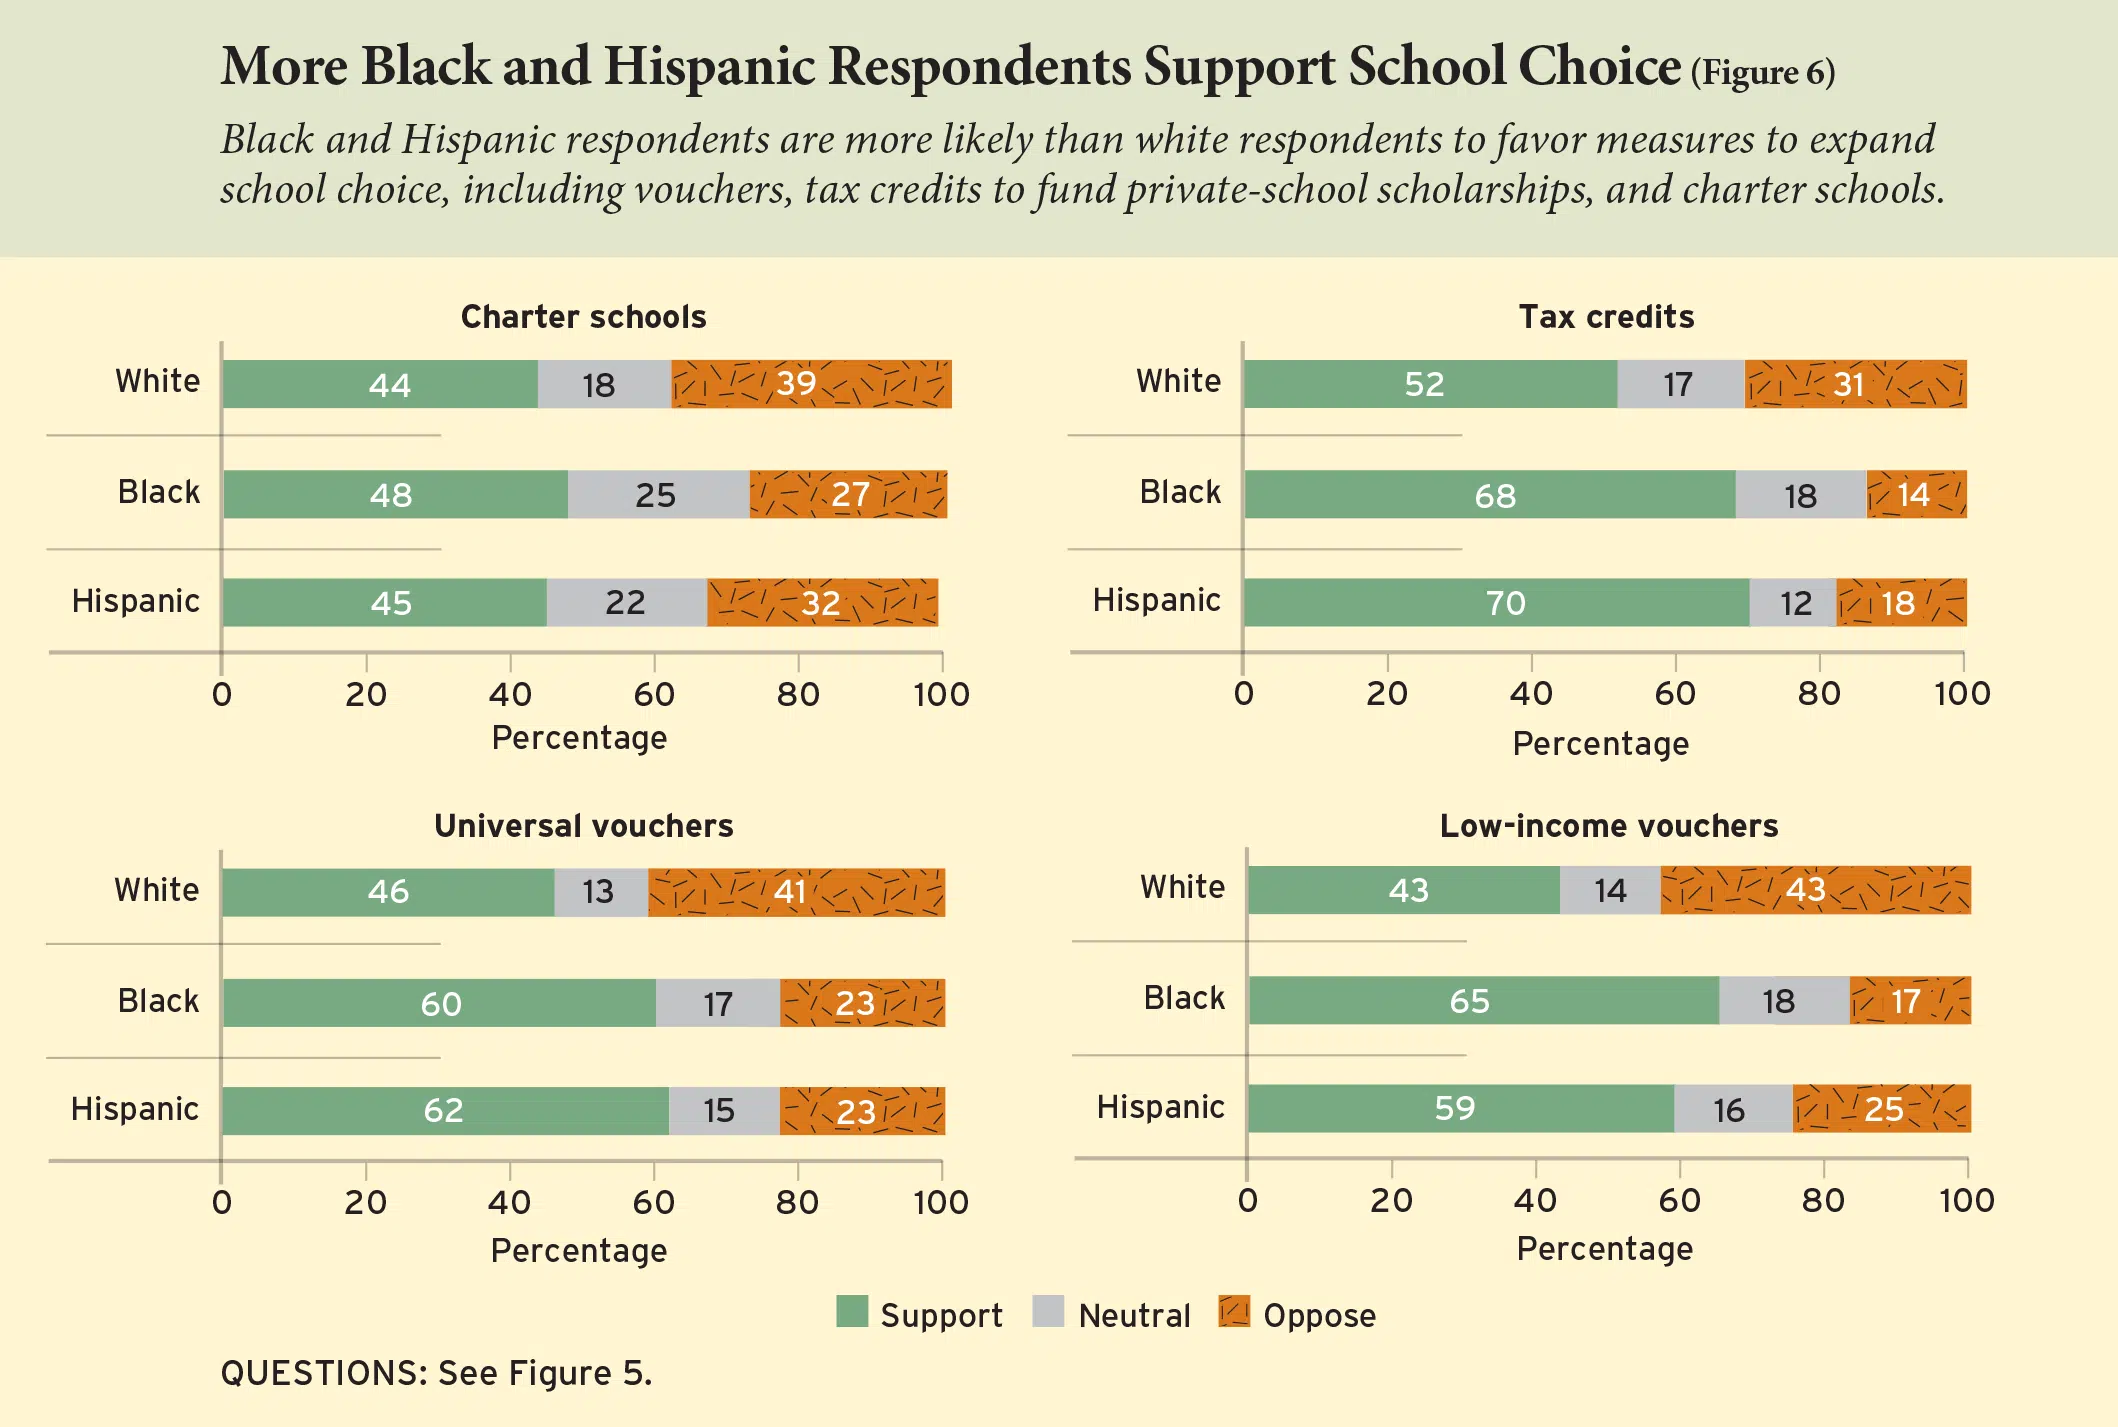 More Black and Hispanic Respondents Support School Choice (Figure 6)
Black and Hispanic respondents are more likely than white respondents to favor measures to expand
school choice, including vouchers, tax credits to fund private-school scholarships, and charter schools.
Charter schools
White 44 18 39
Black 48 25 27
Hispanic 45 22 32
0 20 40 60 80 100
Percentage
Tax credits
White 52 17 31
Black 68 18 14
Hispanic 70 12 18
0 20 40 60 80 100
Percentage
Universal vouchers
White 46 13 41
Black 60 17 23
Hispanic 62 15 23
0 20 40 60 80 100
Percentage
Low-income vouchers
White 43 14 43
Black 65 18 17
Hispanic 59 16 25
0 20 40 60 80 100
Percentage
Support Neutral Oppose
QUESTIONS: See Figure 5.